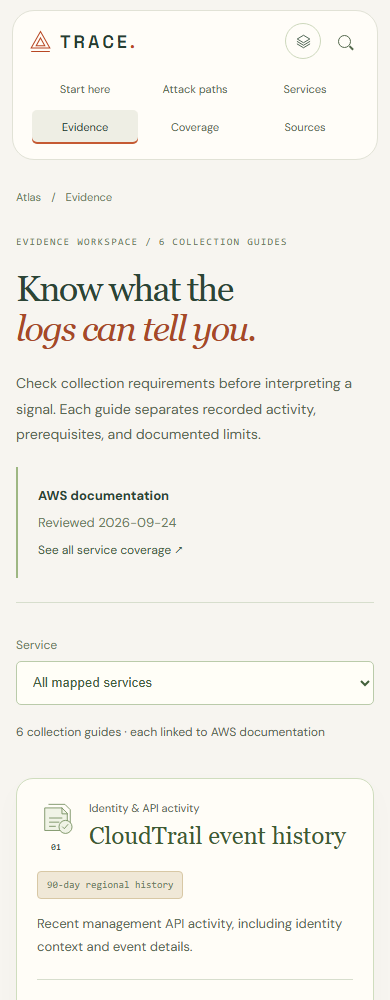 TRACE.
Start here
Attack paths
Services
Evidence
Coverage
Sources
Atlas / Evidence
EVIDENCE WORKSPACE / 6 COLLECTION GUIDES
Know what the
logs can tell you.
Check collection requirements before interpreting a
signal. Each guide separates recorded activity,
prerequisites, and documented limits.
AWS documentation
Reviewed 2026-09-24
See all service coverage ↗
Service
All mapped services
6 collection guides · each linked to AWS documentation
Identity & API activity
01
CloudTrail event history
90-day regional history
Recent management API activity, including identity
context and event details.